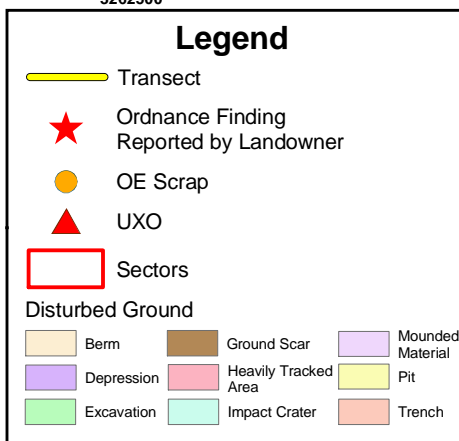 Legend
Transect
Ordnance Finding
Reported by Landowner
OE Scrap
UXO
Sectors
Disturbed Ground
Berm
Ground Scar
Mounded
Material
Depression
Heavily Tracked
Area
Pit
Excavation
Impact Crater
Trench